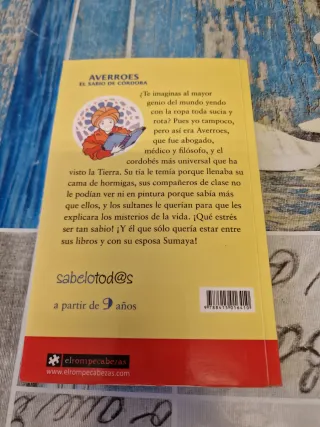 AVERROES
EL SABIO DE CÓRDOBA
¿Te imaginas al mayor
genio del mundo yendo
con la ropa toda sucia y
rota? Pues yo tampoco,
pero así era Averroes,
que fue abogado,
médico y filósofo, y el
cordobés más universal que ha
visto la Tierra. Su tía le temía porque llenaba su
cama de hormigas, sus compañeros de clase no
le podían ver ni en pintura porque sabía más
que ellos, y los sultanes le querían para que les
explicara los misterios de la vida. ¡Qué estrés
ser tan sabio! ¡Y él que sólo quería estar entre
sus libros y con su esposa Sumaya!
sabelotod@s
a partir de 9 años
elrompecabezas
www.elrompecabezas.com